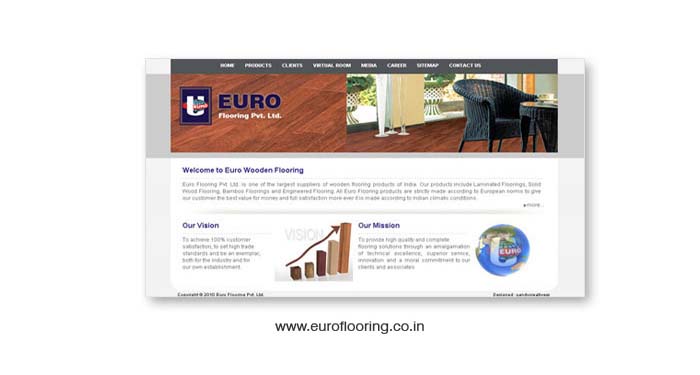 HOME PRODUCTS CLIENTS VIRTUAL ROOM MEDIA CAREER SITEMAP CONTACT US
EURO
Flooring Pvt. Ltd.
Welcome to Euro Wooden Flooring
Euro Flooring Pvt. Ltd. is one of the largest suppliers of wooden flooring products of India. Our products include Laminated Floorings, Solid
Wood Flooring, Bamboo Floorings and Engineered Flooring. All Euro Flooring products are strictly made according to European norms to give
our customer the best value for money and full satisfaction more ever it is made according to Indian climatic conditions.
more...
Our Vision
To achieve 100% customer
satisfaction, to set high trade
standards and be an exemplar,
both for the industry and for
our own establishment.
VISION
Our Mission
To provide high quality and complete
flooring solutions through an amalgamation
of technical excellence, superior service,
innovation and a moral commitment to our
clients and associates
EURO
Copyright © 2010 Euro Flooring Pvt. Ltd.
Designed :
www.euroflooring.co.in